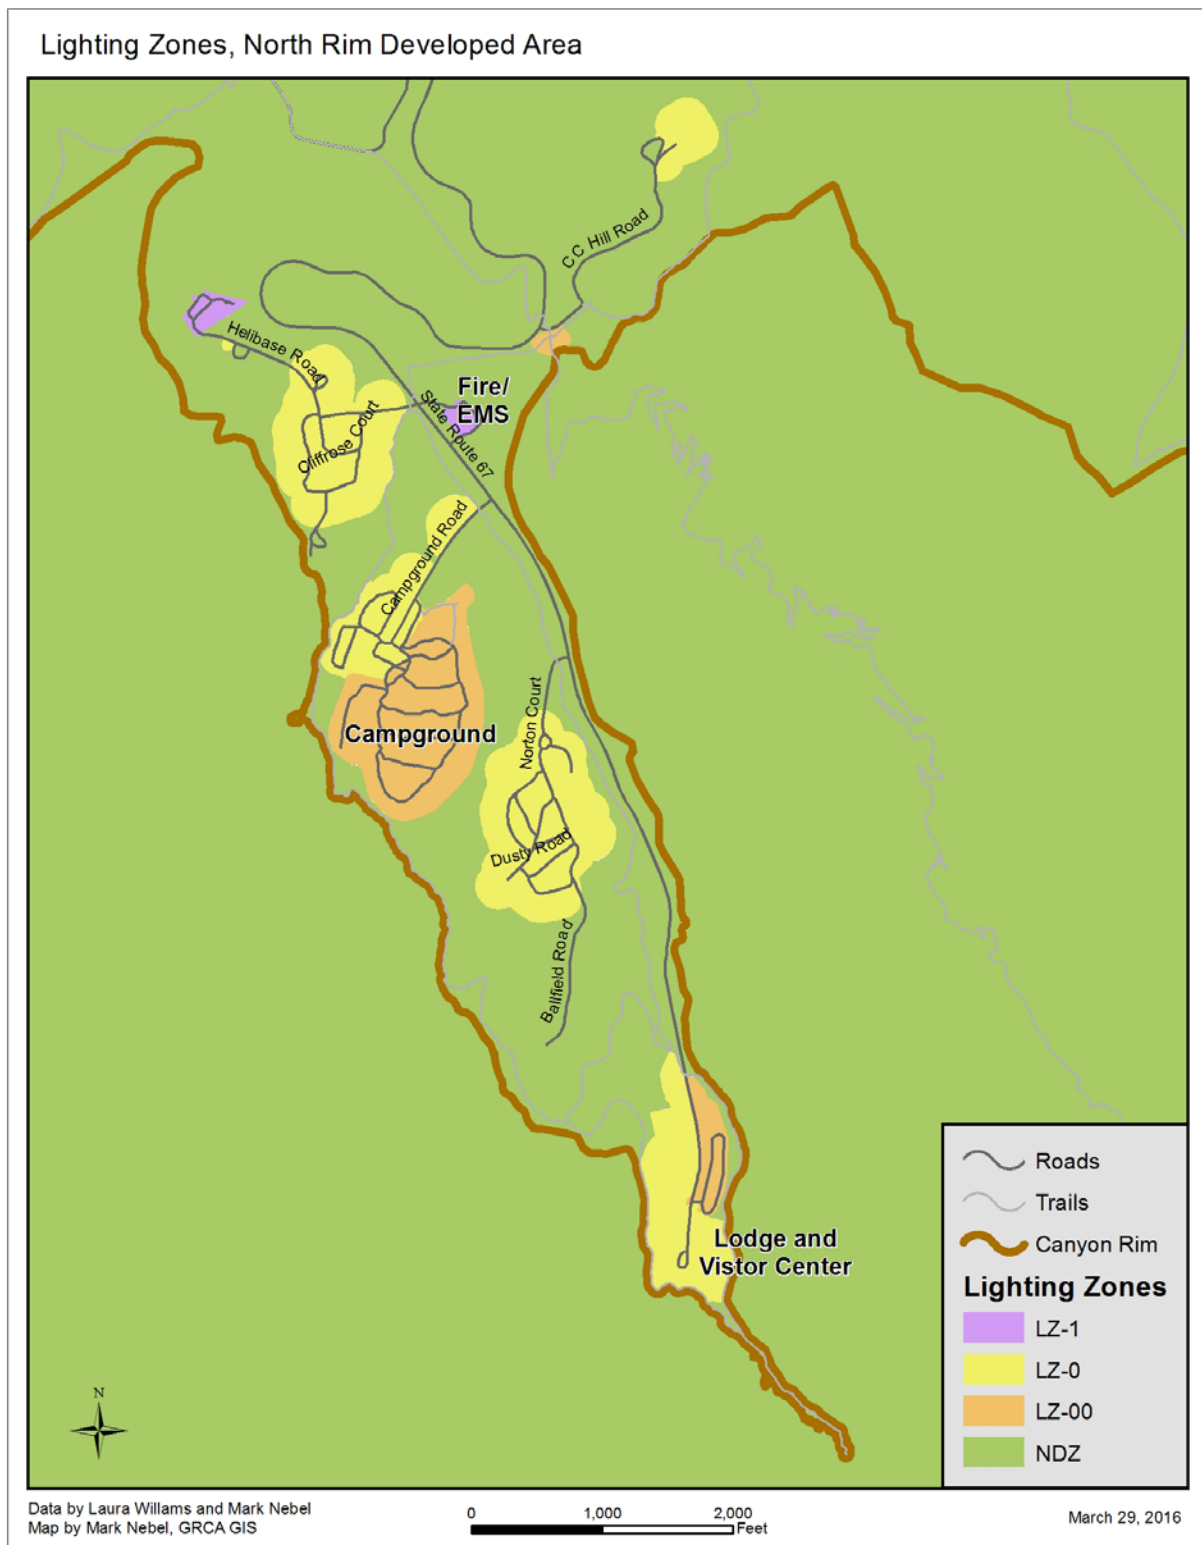 Lighting Zones, North Rim Developed Area
CC Hill Road
Helibase Road
Fire/
EMS
State Route 67
Cliffrose Court
Campground Road
Norton Court
Campground
Dusty Road
Ballfield Road
Lodge and
Vistor Center
Roads
Trails
Canyon Rim
Lighting Zones
LZ-1
LZ-0
LZ-00
NDZ
N
Data by Laura Willams and Mark Nebel
Map by Mark Nebel, GRCA GIS
0 1,000 2,000
Feet
March 29, 2016